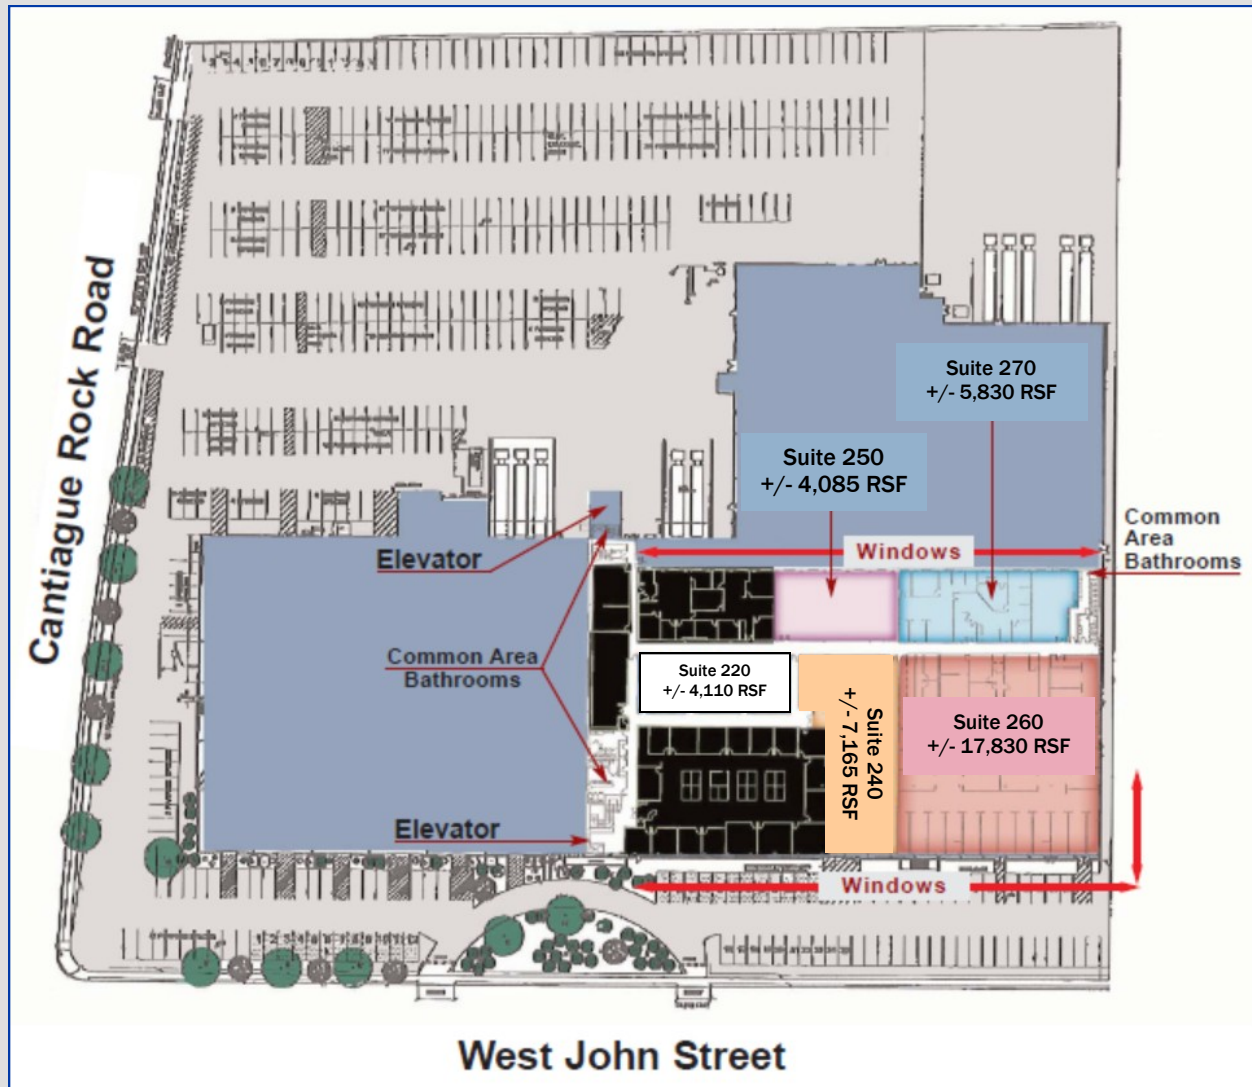 Cantiague Rock Road
Suite 270
+/- 5,830 RSF
Suite 250
+/- 4,085 RSF
Common
Area
Bathrooms
Windows
Elevator
Common Area
Bathrooms
Suite 220
+/- 4,110 RSF
Suite 240
+/- 7,165 RSF
Suite 260
+/- 17,830 RSF
Elevator
Windows
West John Street